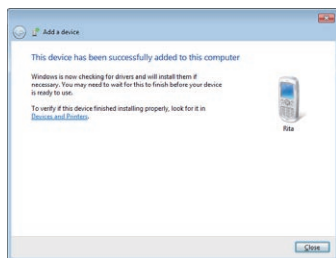 Add a device
This device has been successfully added to this computer
Windows is now checking for drivers and will install them if
necessary. You may need to wait for this to finish before your device
is ready to use.
To verify if this device finished installing properly, look for it in
Devices and Printers.
Rita
Close